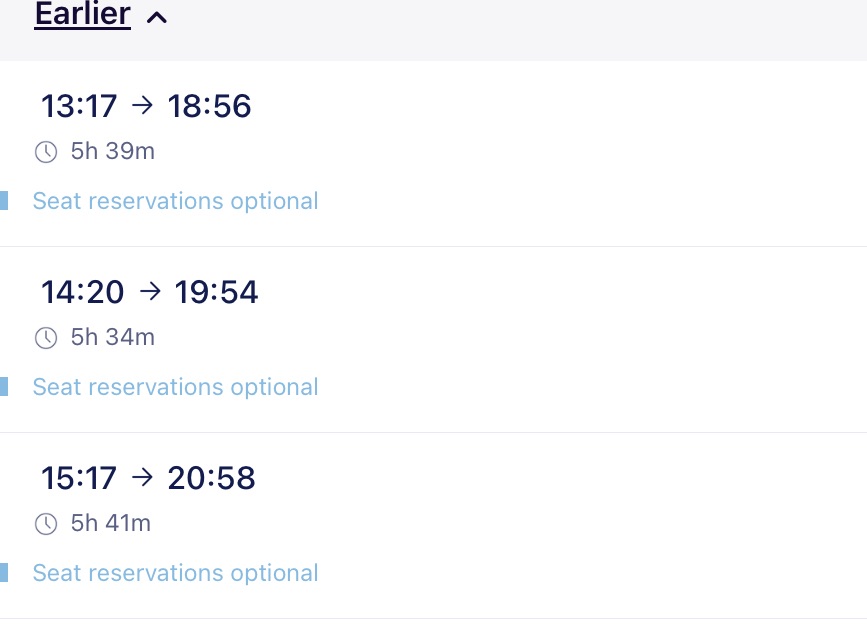 Earlier
13:17 → 18:56
5h 39m
Seat reservations optional
14:20 → 19:54
5h 34m
Seat reservations optional
15:17 → 20:58
5h 41m
Seat reservations optional